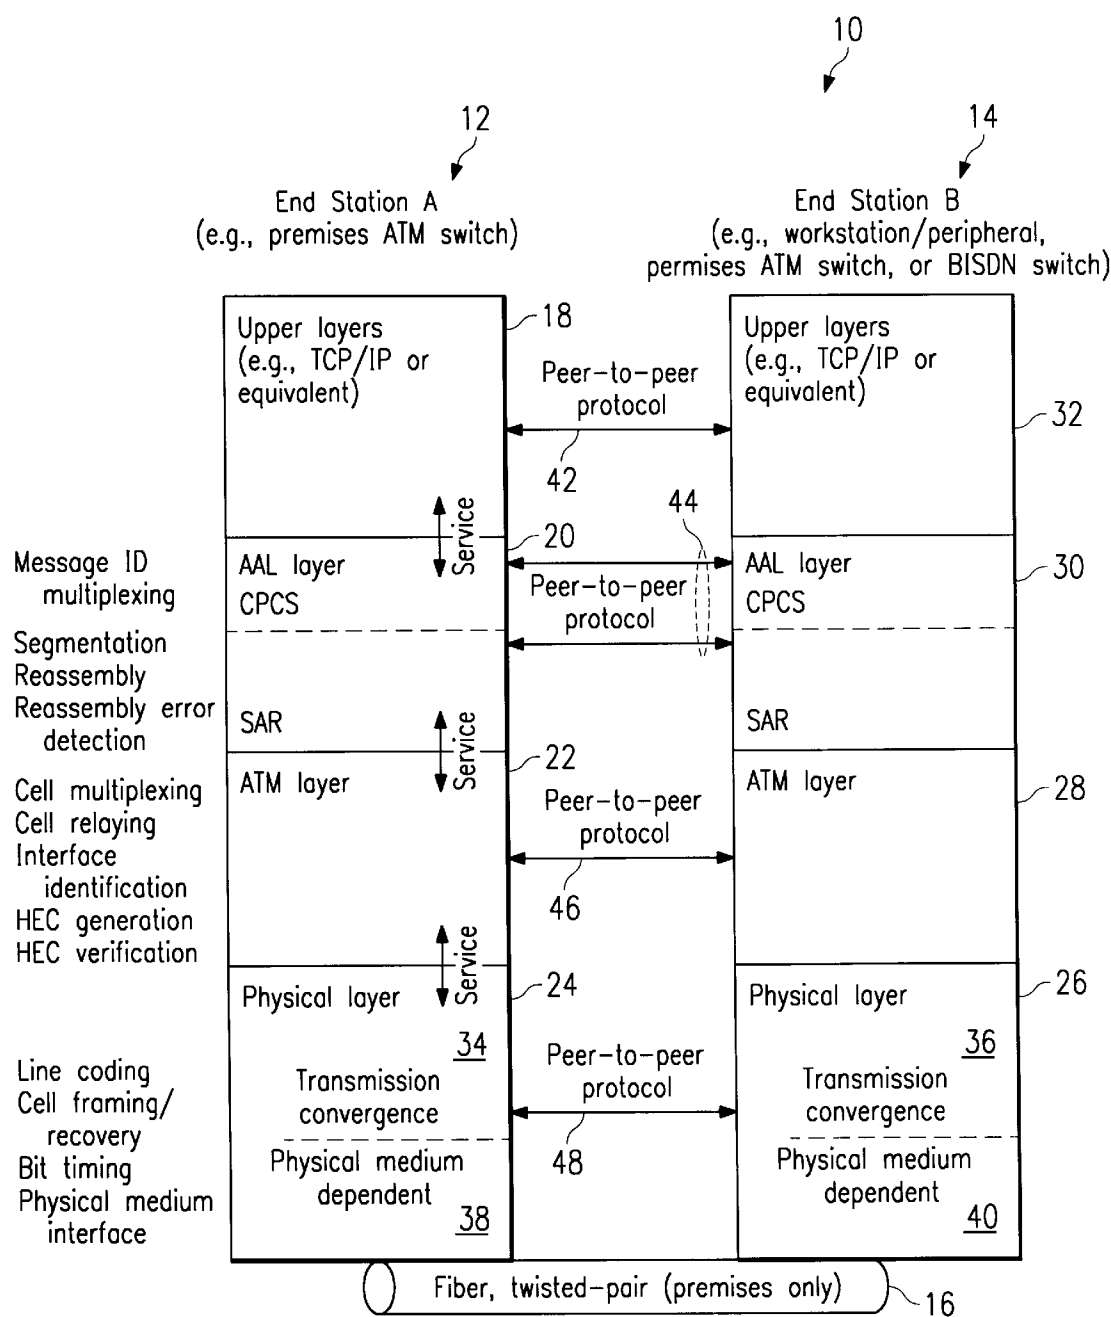 10
12
14
End Station A
(e.g., premises ATM switch)
End Station B
(e.g., workstation/peripheral,
permises ATM switch, or BISDN switch)
Upper layers
(e.g., TCP/IP or
equivalent)
18
Peer-to-peer
protocol
42
Upper layers
(e.g., TCP/IP or
equivalent)
32
Service
44
Message ID
multiplexing
AAL layer
CPCS
20
Peer-to-peer
protocol
AAL layer
CPCS
30
Segmentation
Reassembly
Reassembly error
detection
SAR
Service
SAR
Cell multiplexing
Cell relaying
Interface
identification
HEC generation
HEC verification
ATM layer
22
Peer-to-peer
protocol
46
ATM layer
28
Service
Physical layer
24
34
Physical layer
26
36
Line coding
Cell framing/
recovery
Bit timing
Physical medium
interface
Transmission
convergence
Peer-to-peer
protocol
48
Transmission
convergence
Physical medium
dependent
38
Physical medium
dependent
40
Fiber, twisted-pair (premises only)
16